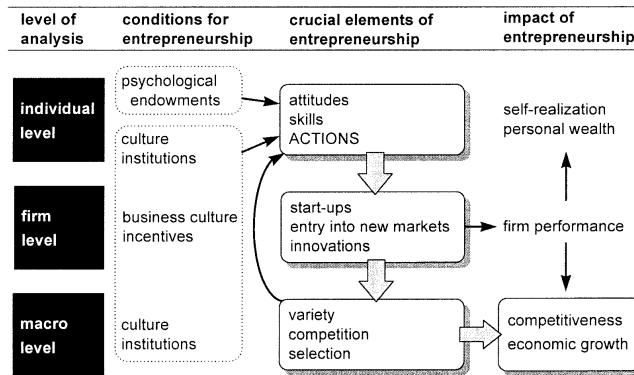 level of
analysis
conditions for
entrepreneurship
crucial elements of
entrepreneurship
impact of
entrepreneurship
individual
level
psychological
endowments
culture
institutions
attitudes
skills
ACTIONS
self-realization
personal wealth
firm
level
business culture
incentives
start-ups
entry into new markets
innovations
firm performance
macro
level
culture
institutions
variety
competition
selection
competitiveness
economic growth